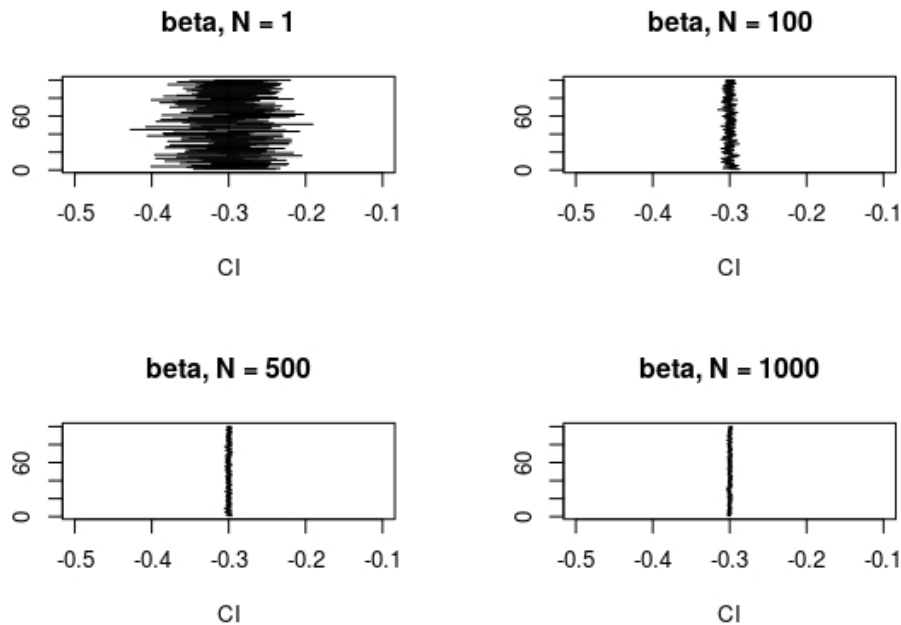 beta, N = 1
60
0
-0.5 -0.4 -0.3 -0.2 -0.1
CI
beta, N = 100
60
0
-0.5 -0.4 -0.3 -0.2 -0.1
CI
beta, N = 500
60
0
-0.5 -0.4 -0.3 -0.2 -0.1
CI
beta, N = 1000
60
0
-0.5 -0.4 -0.3 -0.2 -0.1
CI